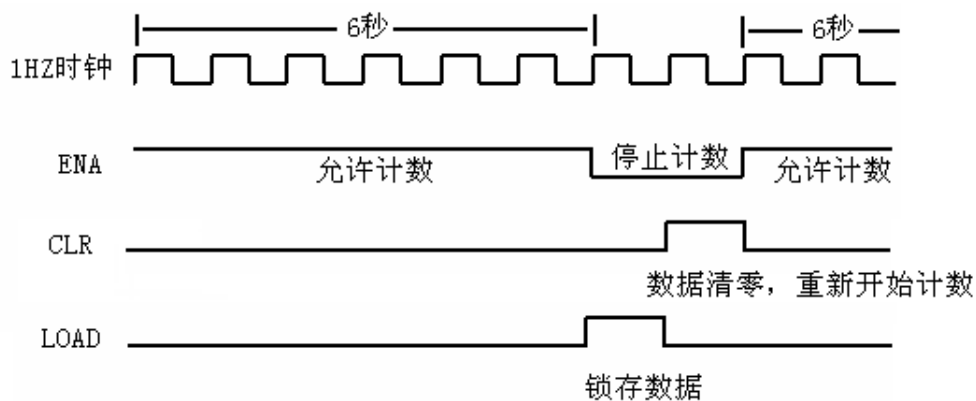 6秒
6秒
1HZ时钟
ENA
允许计数
停止计数
允许计数
CLR
数据清零，重新开始计数
LOAD
锁存数据